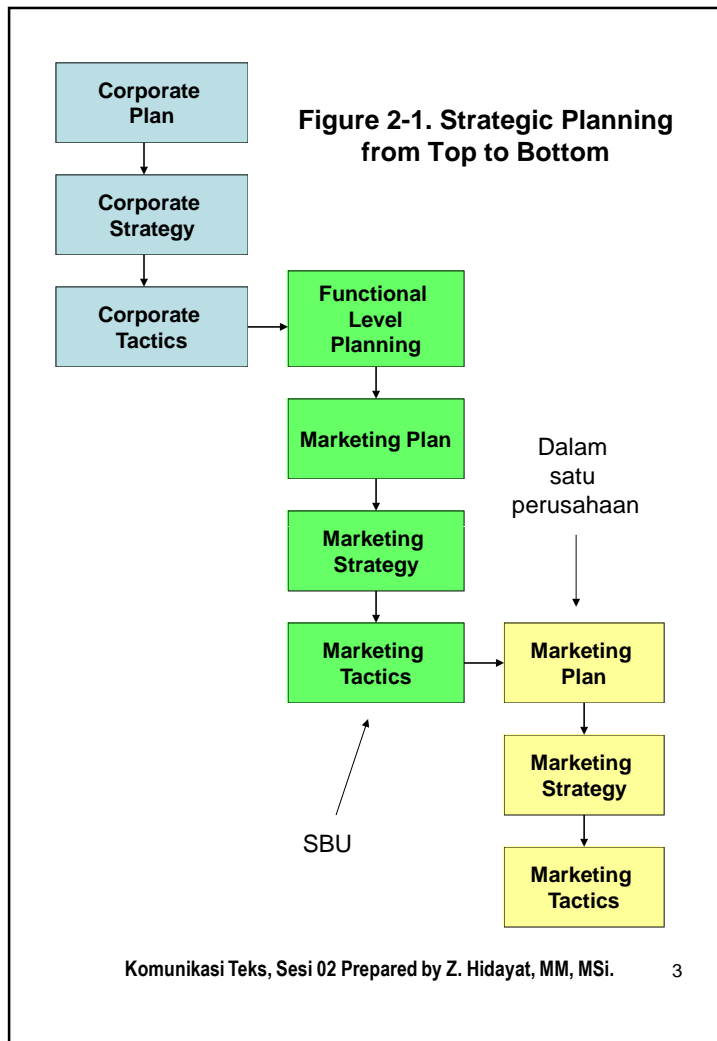 Corporate
Plan
Figure 2-1. Strategic Planning
from Top to Bottom
Corporate
Strategy
Corporate
Tactics
Functional
Level
Planning
Marketing Plan
Dalam
satu
perusahaan
Marketing
Strategy
Marketing
Tactics
Marketing
Plan
Marketing
Strategy
SBU
Marketing
Tactics
Komunikasi Teks, Sesi 02 Prepared by Z. Hidayat, MM, MSi. 3